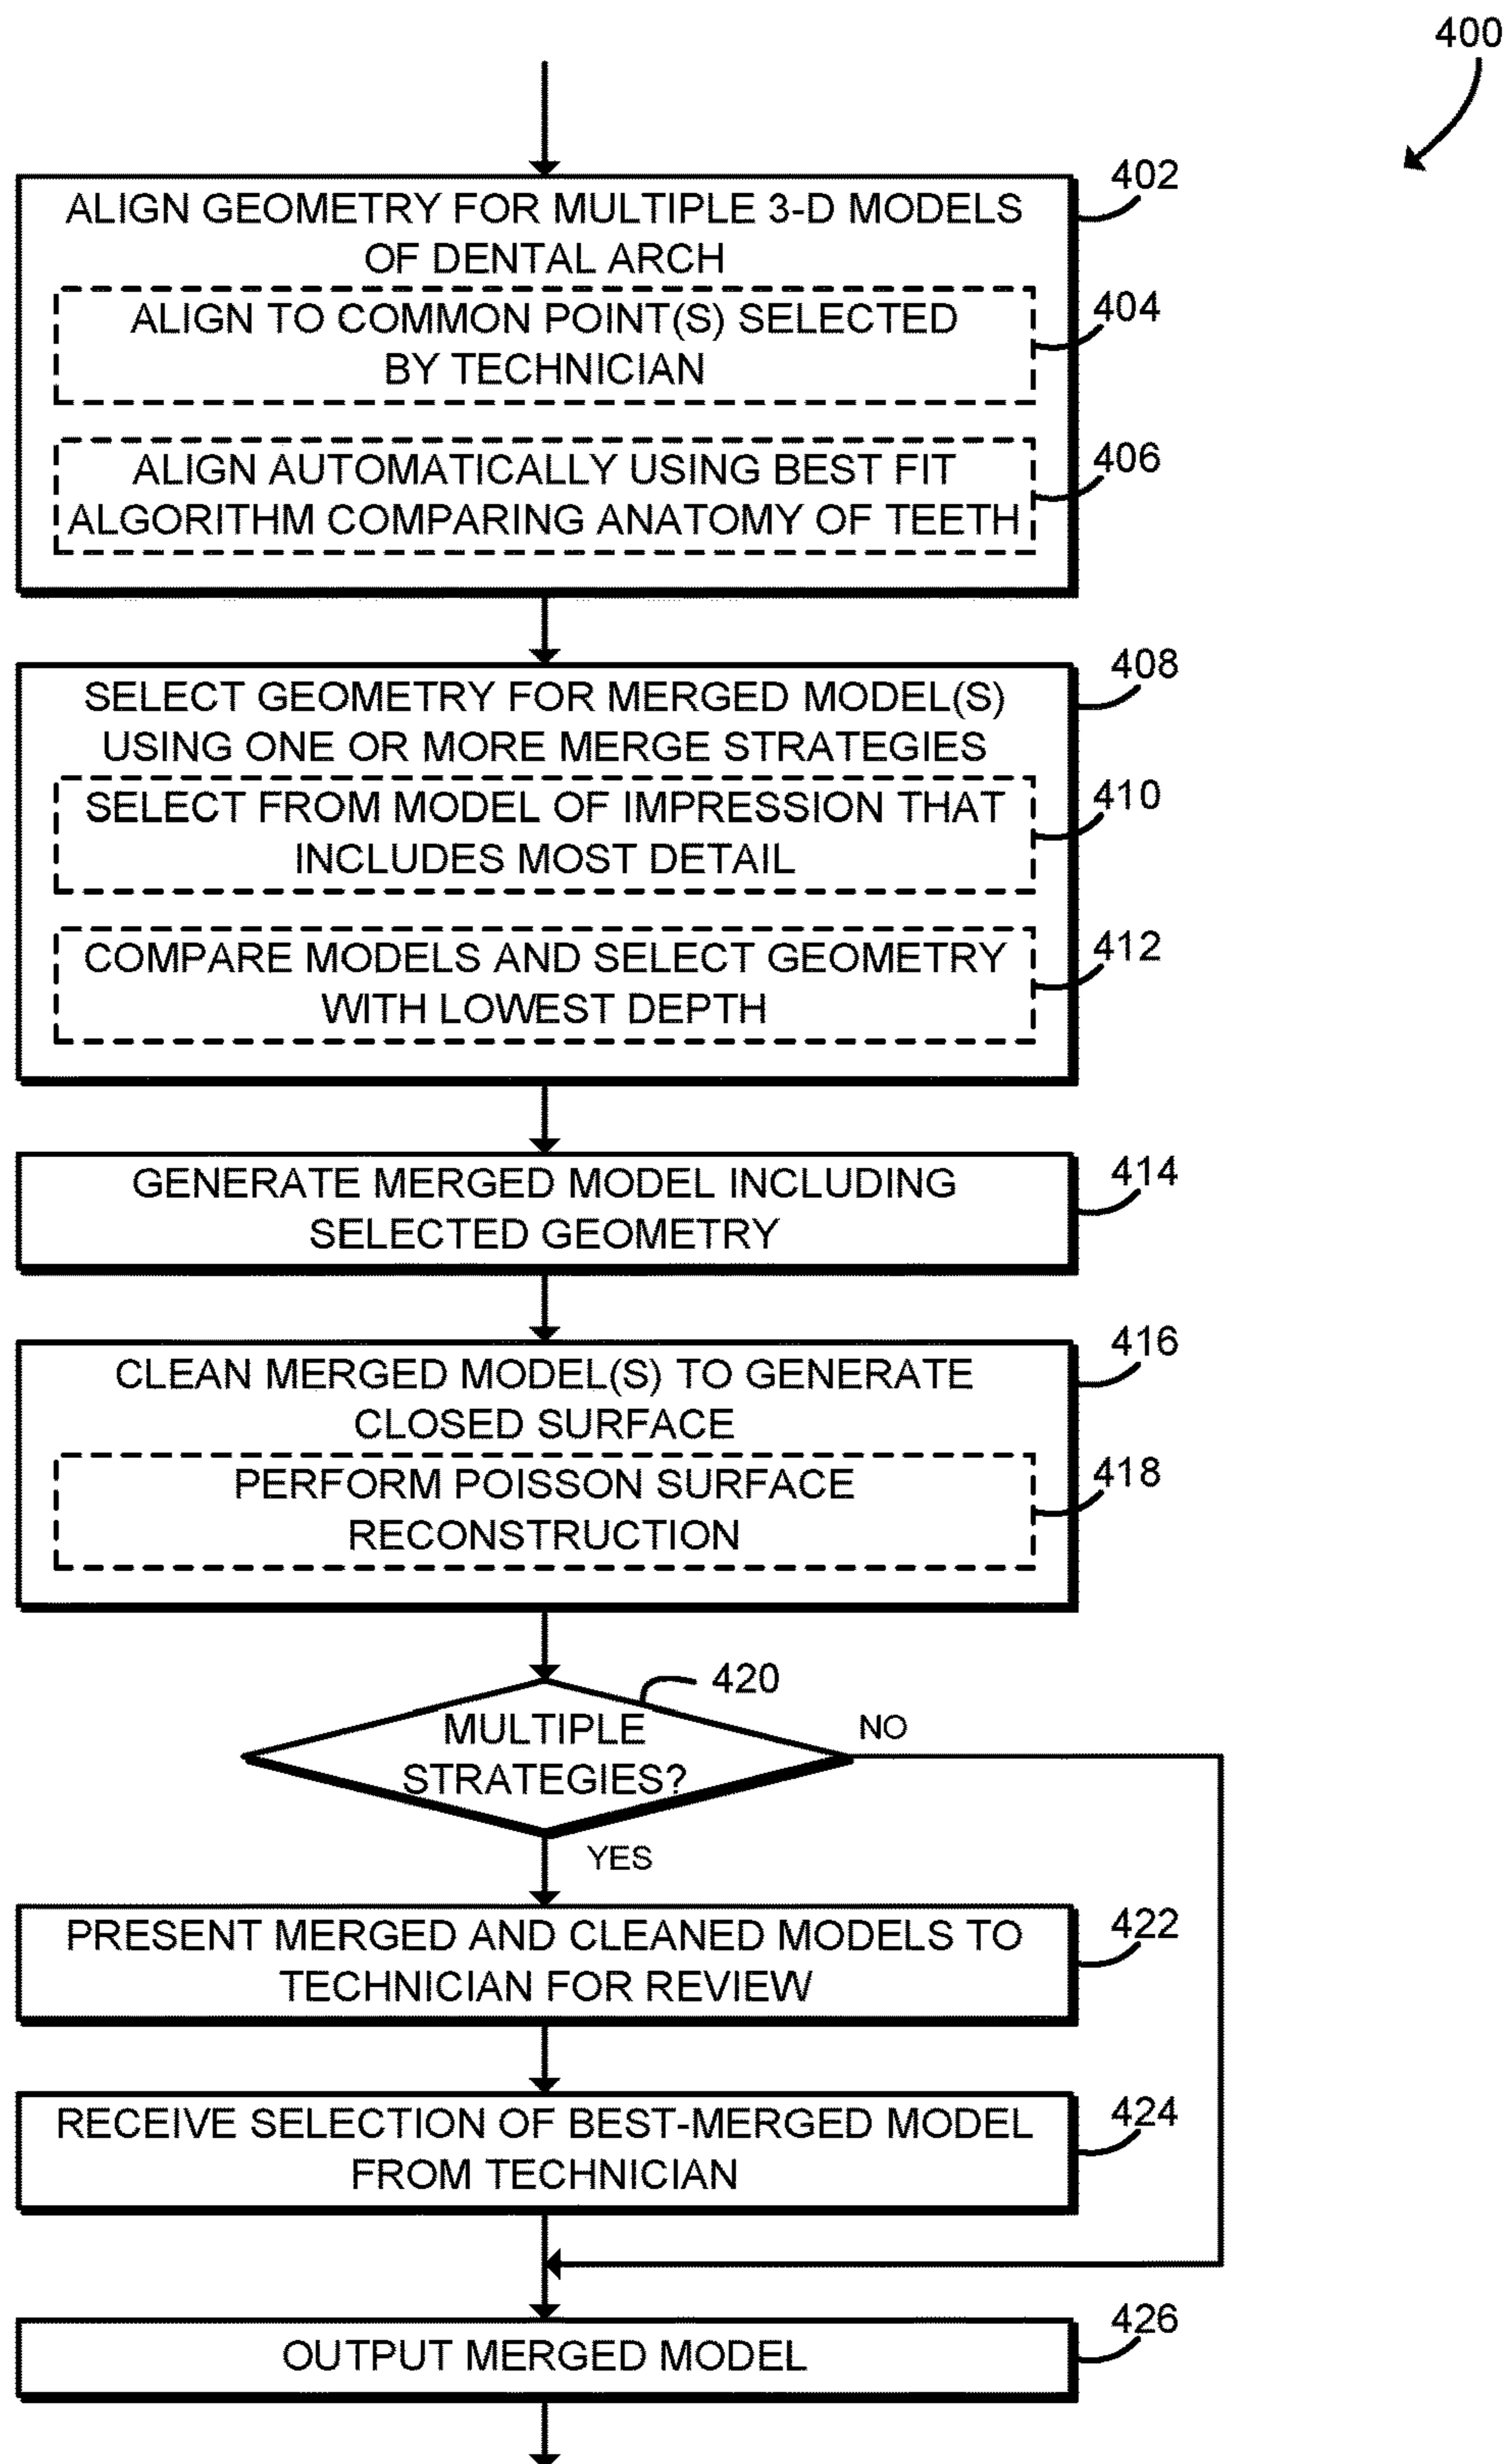 400
402
ALIGN GEOMETRY FOR MULTIPLE 3-D MODELS
OF DENTAL ARCH
404
ALIGN TO COMMON POINT(S) SELECTED
BY TECHNICIAN
406
ALIGN AUTOMATICALLY USING BEST FIT
ALGORITHM COMPARING ANATOMY OF TEETH
408
SELECT GEOMETRY FOR MERGED MODEL(S)
USING ONE OR MORE MERGE STRATEGIES
410
SELECT FROM MODEL OF IMPRESSION THAT
INCLUDES MOST DETAIL
412
COMPARE MODELS AND SELECT GEOMETRY
WITH LOWEST DEPTH
414
GENERATE MERGED MODEL INCLUDING
SELECTED GEOMETRY
416
CLEAN MERGED MODEL(S) TO GENERATE
CLOSED SURFACE
418
PERFORM POISSON SURFACE
RECONSTRUCTION
420
MULTIPLE
STRATEGIES?
NO
YES
422
PRESENT MERGED AND CLEANED MODELS TO
TECHNICIAN FOR REVIEW
424
RECEIVE SELECTION OF BEST-MERGED MODEL
FROM TECHNICIAN
426
OUTPUT MERGED MODEL